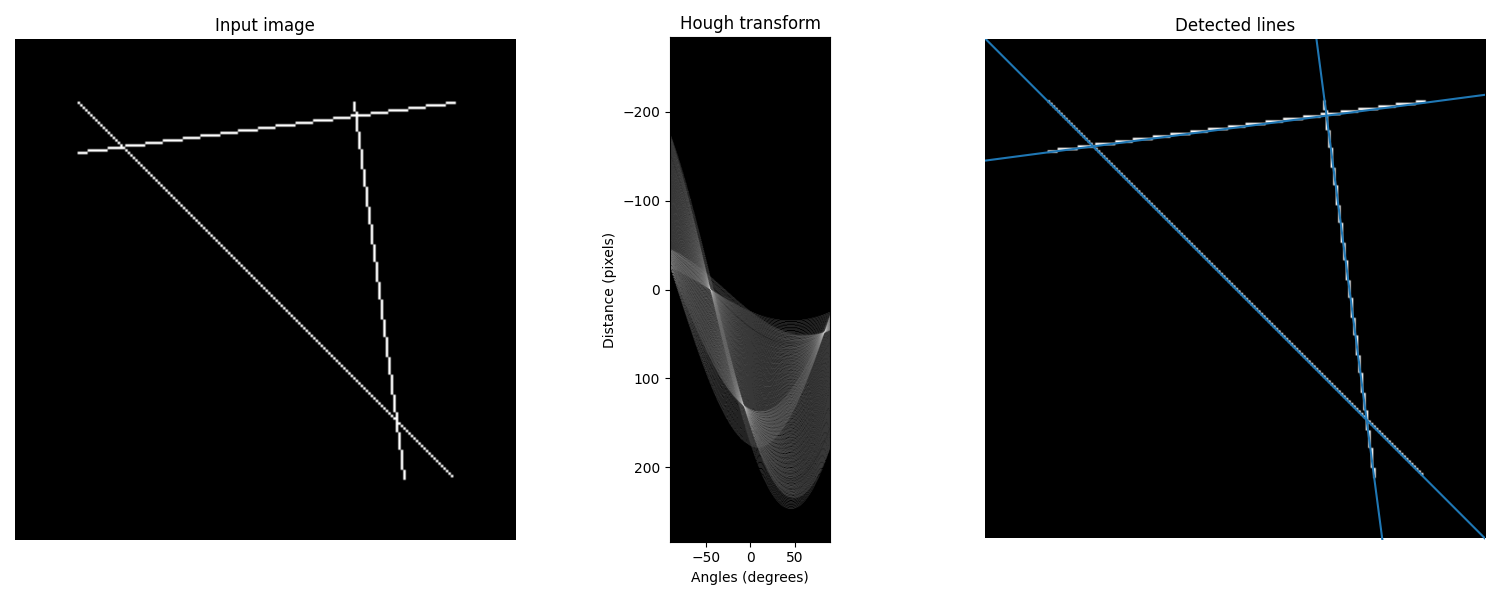 Input image
Hough transform
Detected lines
−200
−100
0
100
200
Distance (pixels)
−50
0
50
Angles (degrees)